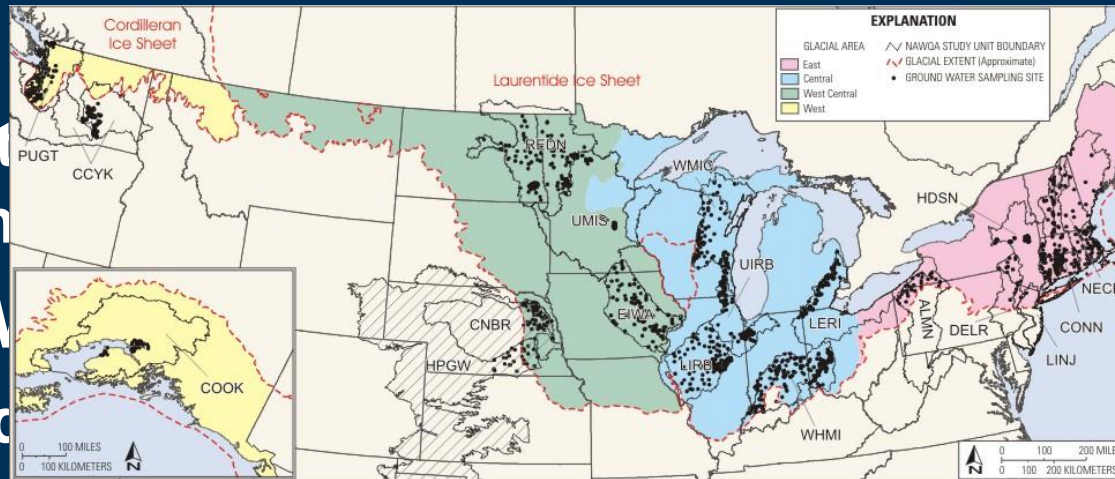 Cordilleran
Ice Sheet
Laurentide Ice Sheet
EXPLANATION
GLACIAL AREA
East
Central
West Central
West
NAWQA STUDY UNIT BOUNDARY
GLACIAL EXTENT (Approximate)
GROUND WATER SAMPLING SITE
PUGT
CCYK
REDN
WMIC
UMIS
HDSN
UIRB
NECB
CNBR
EIWA
LERI
ALMN
DELR
CONN
LINJ
HPGW
LIRB
WHMI
COOK
0 100 MILES
0 100 KILOMETERS
N
N
0 100 200 MILES
0 100 200 KILOMETERS